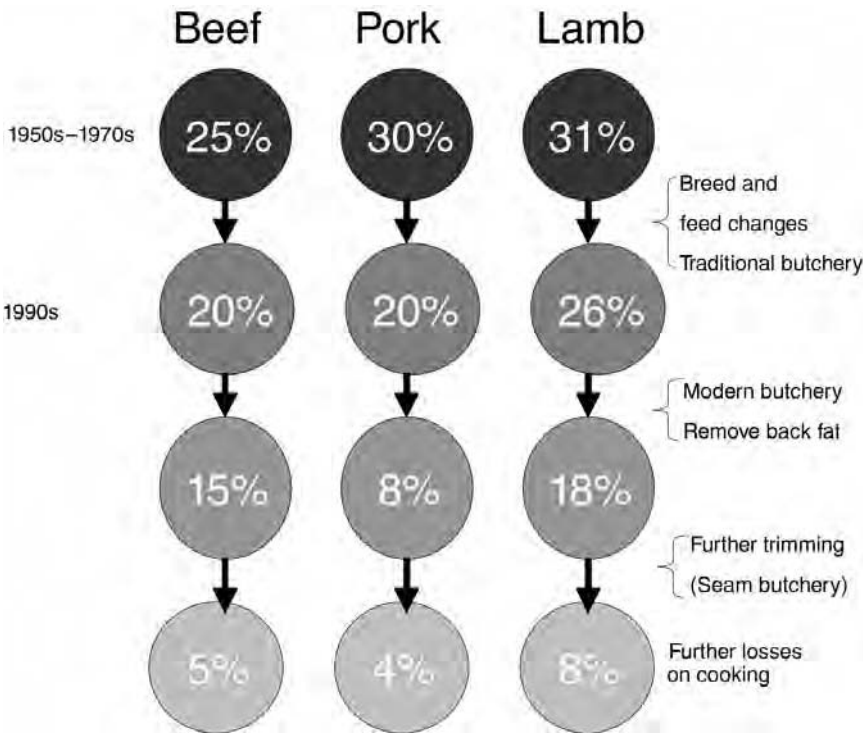 Beef Pork Lamb
1950s–1970s 25% 30% 31%
Breed and
feed changes
Traditional butchery
1990s 20% 20% 26%
Modern butchery
Remove back fat
15% 8% 18%
Further trimming
(Seam butchery)
5% 4% 8%
Further losses
on cooking